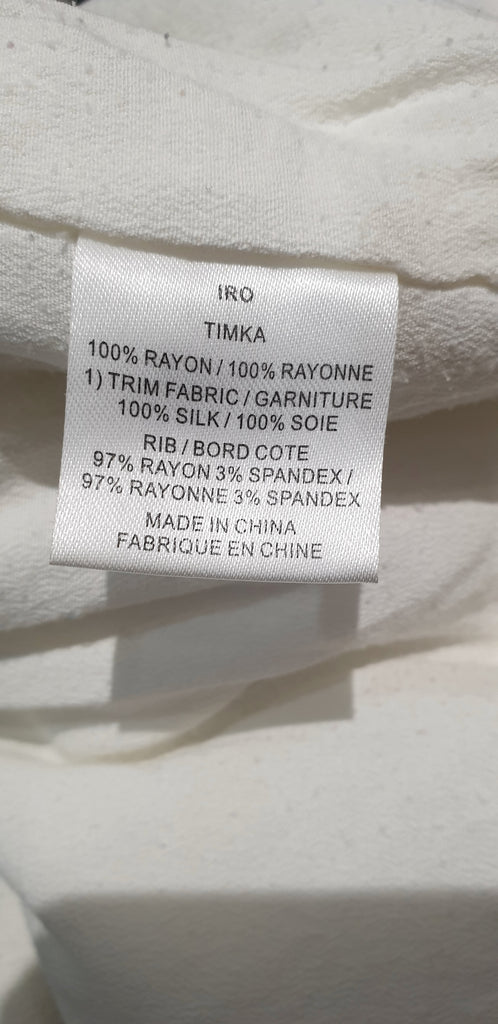 IRO
TIMKA
100% RAYON / 100% RAYONNE
1) TRIM FABRIC / GARNITURE
100% SILK / 100% SOIE
RIB / BORD COTE
97% RAYON 3% SPANDEX /
97% RAYONNE 3% SPANDEX
MADE IN CHINA
FABRIQUE EN CHINE